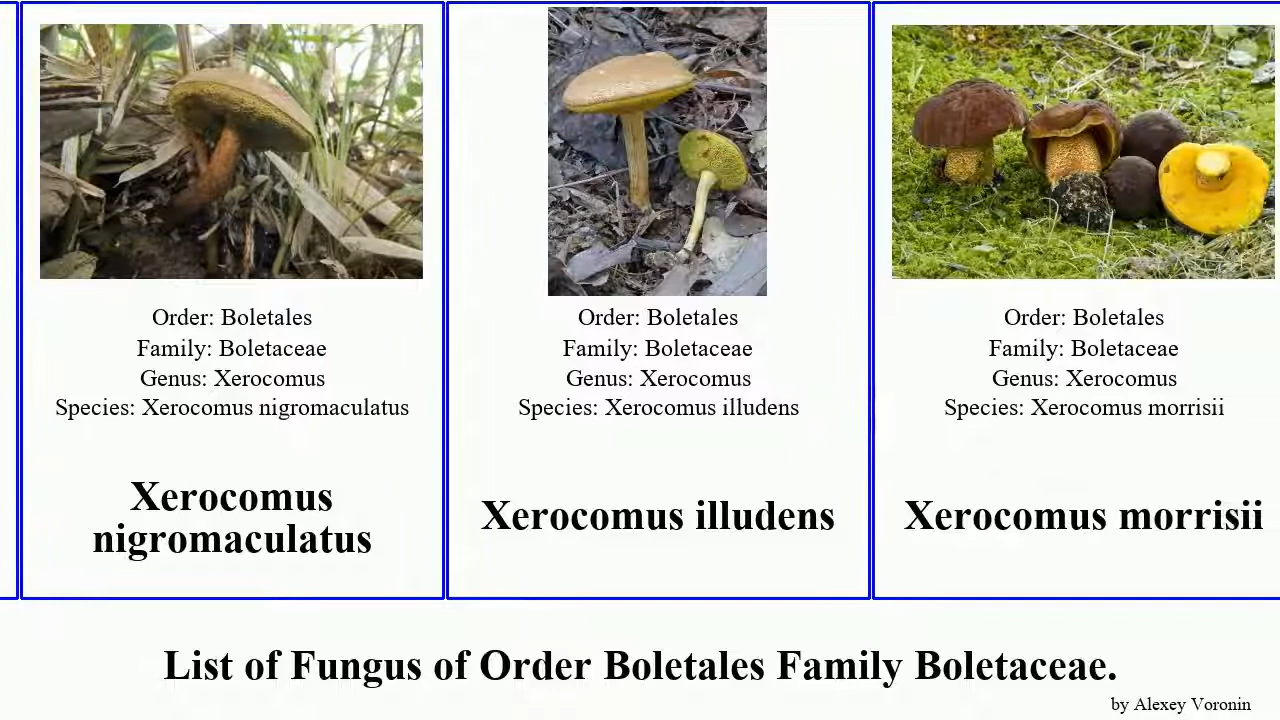 Order: Boletales
Family: Boletaceae
Genus: Xerocomus
Species: Xerocomus nigromaculatus
Xerocomus
nigromaculatus
Order: Boletales
Family: Boletaceae
Genus: Xerocomus
Species: Xerocomus illudens
Xerocomus illudens
Order: Boletales
Family: Boletaceae
Genus: Xerocomus
Species: Xerocomus morrisii
Xerocomus morrisii
List of Fungus of Order Boletales Family Boletaceae.
by Alexey Voronin